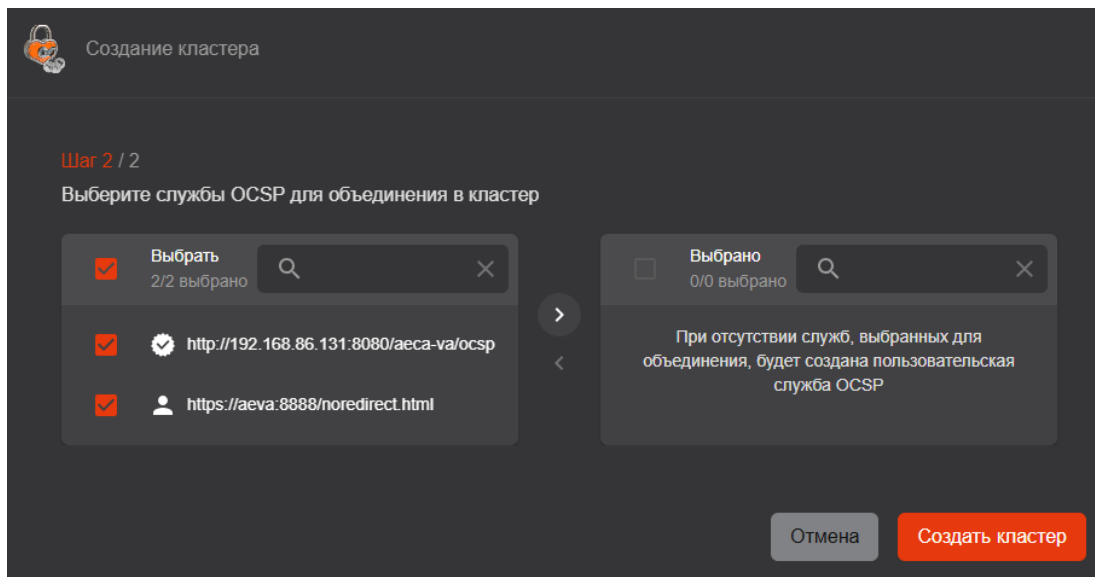 Создание кластера
Шаг 2 / 2
Выберите службы OCSP для объединения в кластер
Выбрать
2/2 выбрано
http://192.168.86.131:8080/aeca-va/ocsp
https://aeva:8888/noredirect.html
Выбрано
0/0 выбрано
При отсутствии служб, выбранных для
объединения, будет создана пользовательская
служба OCSP
Отмена
Создать кластер